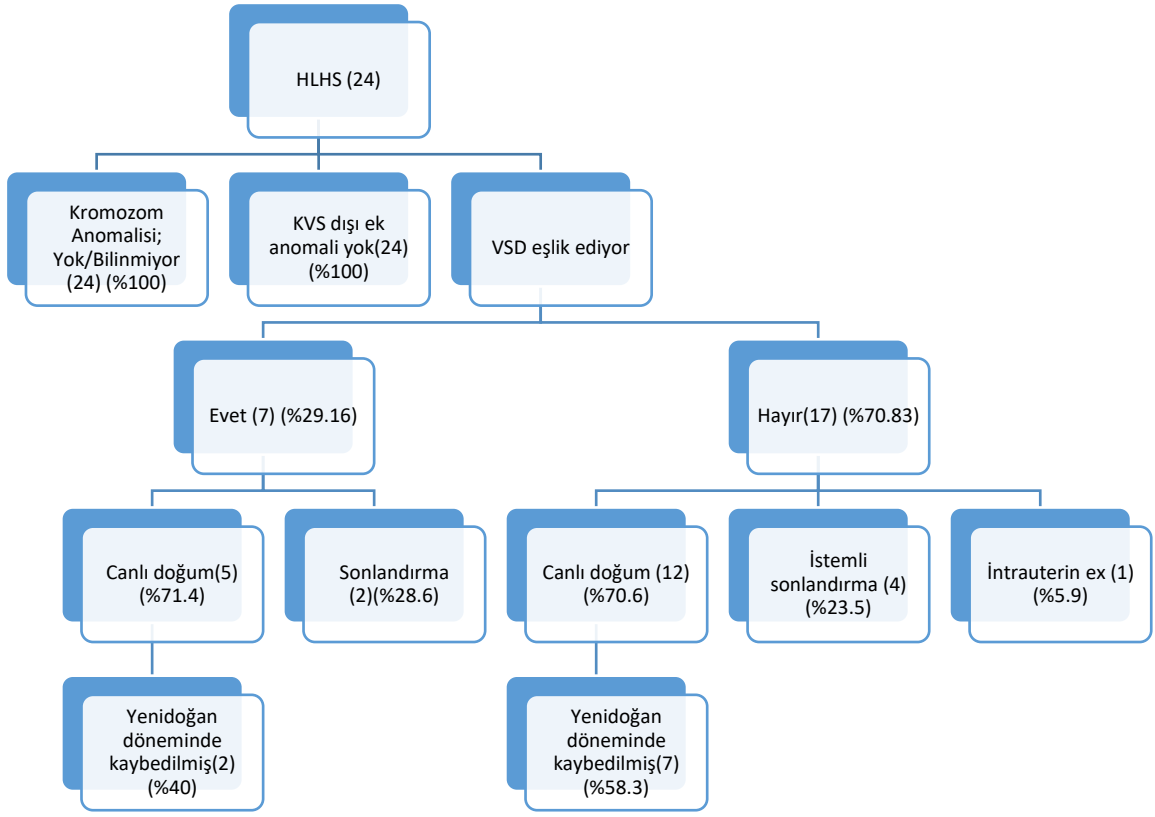 HLHS (24)
Kromozom
Anomalisi;
Yok/Bilinmiyor
(24) (%100)
KVS dışı ek
anomali yok(24)
(%100)
VSD eşlik ediyor
Evet (7) (%29.16)
Hayır(17) (%70.83)
Canlı doğum(5)
(%71.4)
Sonlandırma
(2)(%28.6)
Canlı doğum (12)
(%70.6)
İstemli
sonlandırma (4)
(%23.5)
İntrauterin ex (1)
(%5.9)
Yenidoğan
döneminde
kaybedilmiş(2)
(%40)
Yenidoğan
döneminde
kaybedilmiş(7)
(%58.3)